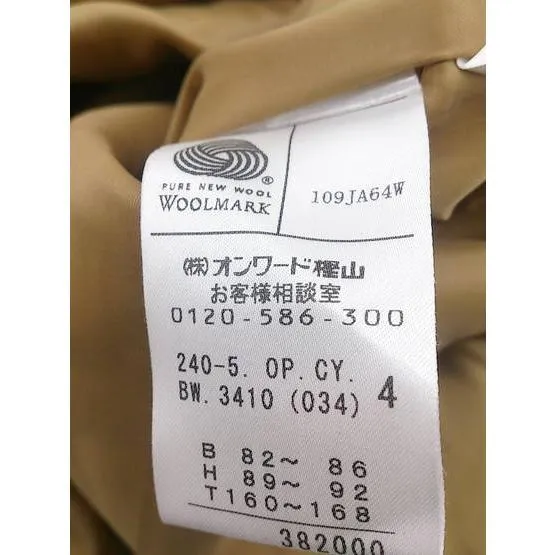 PURE NEW WOOL
WOOLMARK
®
109JA64W
(株)オンワード樫山
お客様相談室
0120-586-300
240-5. OP. CY. 4
BW. 3410 (034)
B 82~ 86
H 89~ 92
T160~168
382000